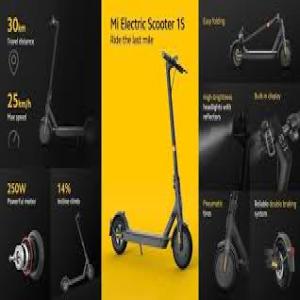 30km
Travel distance
25km/h
Max speed
250W
Powerful motor
14%
Incline climb
Mi Electric Scooter 1S
Ride the last mile
Easy folding
High-brightness
headlights with
reflectors
Built-in display
Pneumatic
tires
Reliable double braking
system